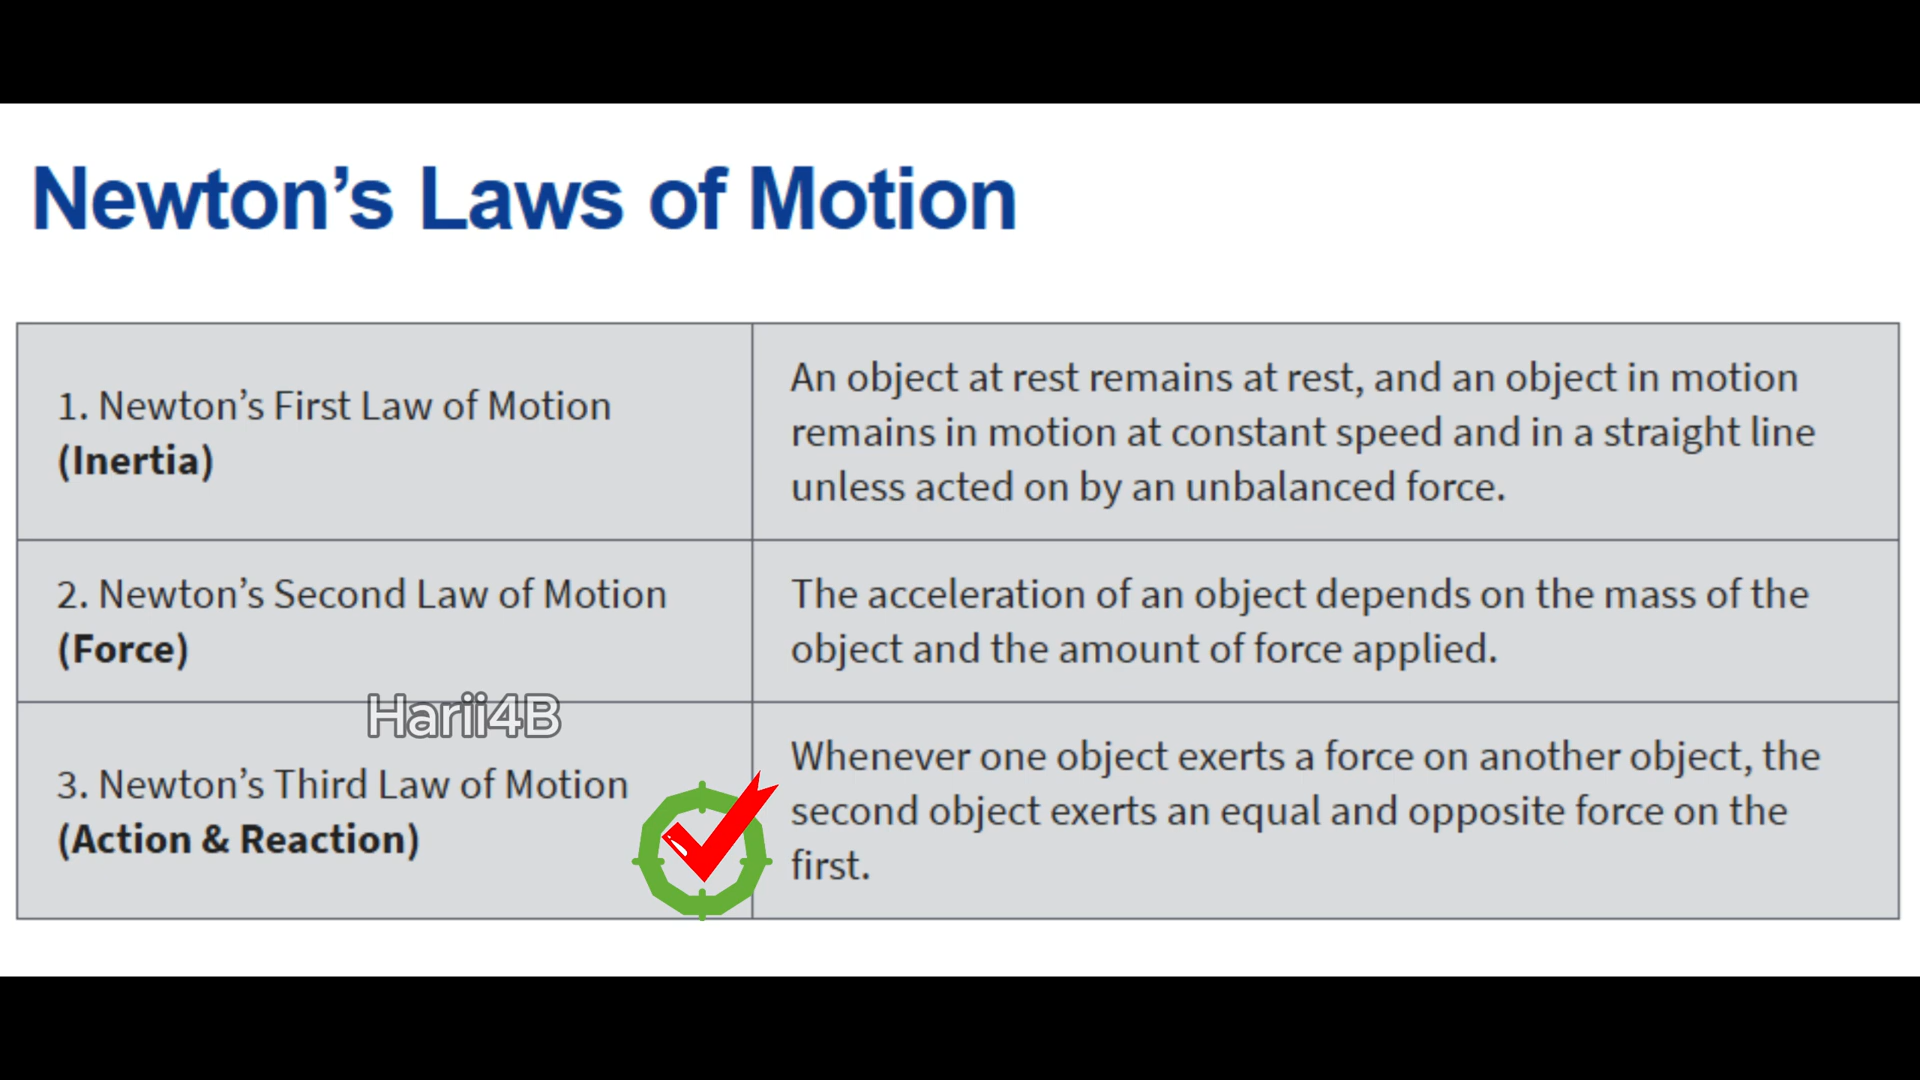 Newton’s Laws of Motion
1. Newton’s First Law of Motion
(Inertia)
An object at rest remains at rest, and an object in motion
remains in motion at constant speed and in a straight line
unless acted on by an unbalanced force.
2. Newton’s Second Law of Motion
(Force)
The acceleration of an object depends on the mass of the
object and the amount of force applied.
Harii4B
3. Newton’s Third Law of Motion
(Action & Reaction)
Whenever one object exerts a force on another object, the
second object exerts an equal and opposite force on the
first.